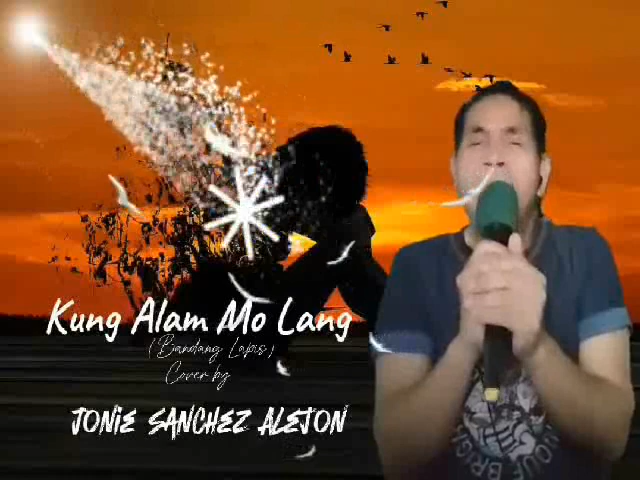 Kung Alam Mo Lang
(Bandang Lapis)
Cover by
JONIE SANCHEZ ALEJON